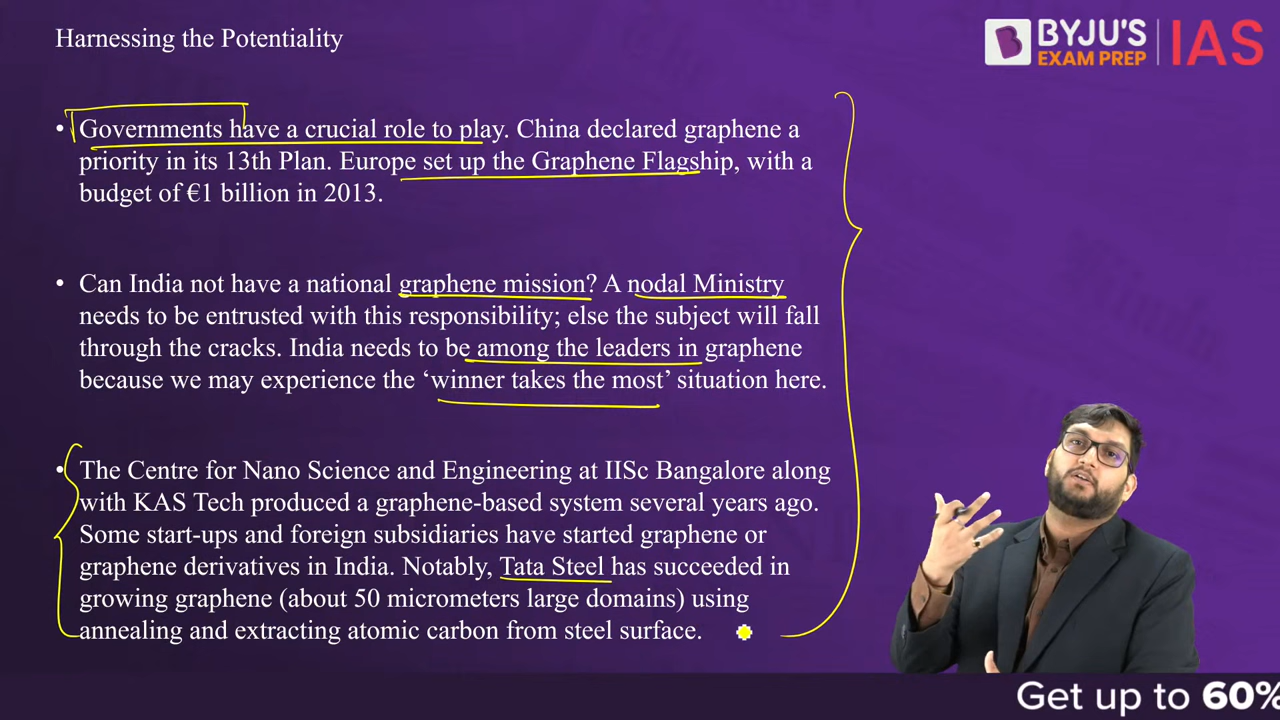 Harnessing the Potentiality
BYJU'S
EXAM PREP
IAS
• Governments have a crucial role to play. China declared graphene a
priority in its 13th Plan. Europe set up the Graphene Flagship, with a
budget of €1 billion in 2013.
• Can India not have a national graphene mission? A nodal Ministry
needs to be entrusted with this responsibility; else the subject will fall
through the cracks. India needs to be among the leaders in graphene
because we may experience the ‘winner takes the most’ situation here.
• The Centre for Nano Science and Engineering at IISc Bangalore along
with KAS Tech produced a graphene-based system several years ago.
Some start-ups and foreign subsidiaries have started graphene or
graphene derivatives in India. Notably, Tata Steel has succeeded in
growing graphene (about 50 micrometers large domains) using
annealing and extracting atomic carbon from steel surface.
Get up to 60%